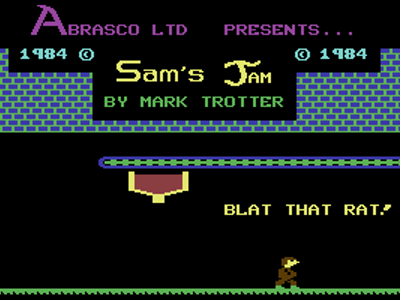 ABRASCO LTD PRESENTS...
1984 © © 1984
Sam's Jam
BY MARK TROTTER
BLAT THAT RAT.